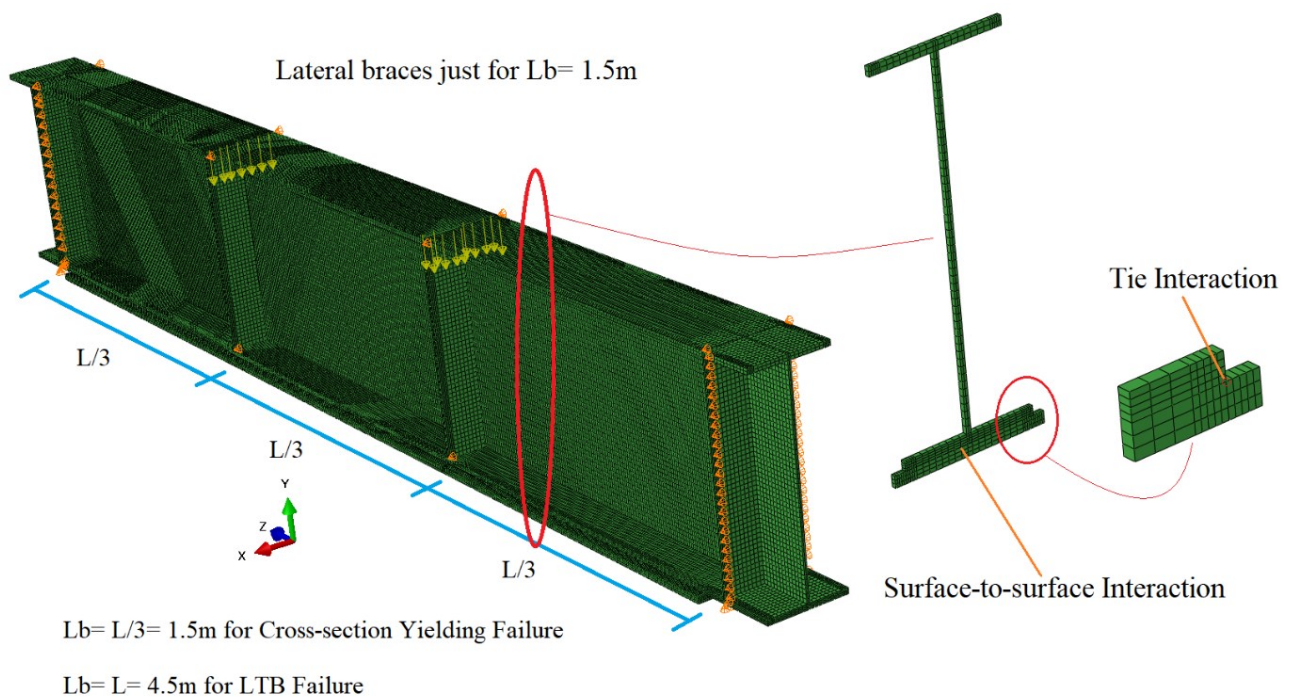 Lateral braces just for Lb= 1.5m
Tie Interaction
L/3
L/3
Y
Z
X
L/3
Surface-to-surface Interaction
Lb= L/3= 1.5m for Cross-section Yielding Failure
Lb= L= 4.5m for LTB Failure